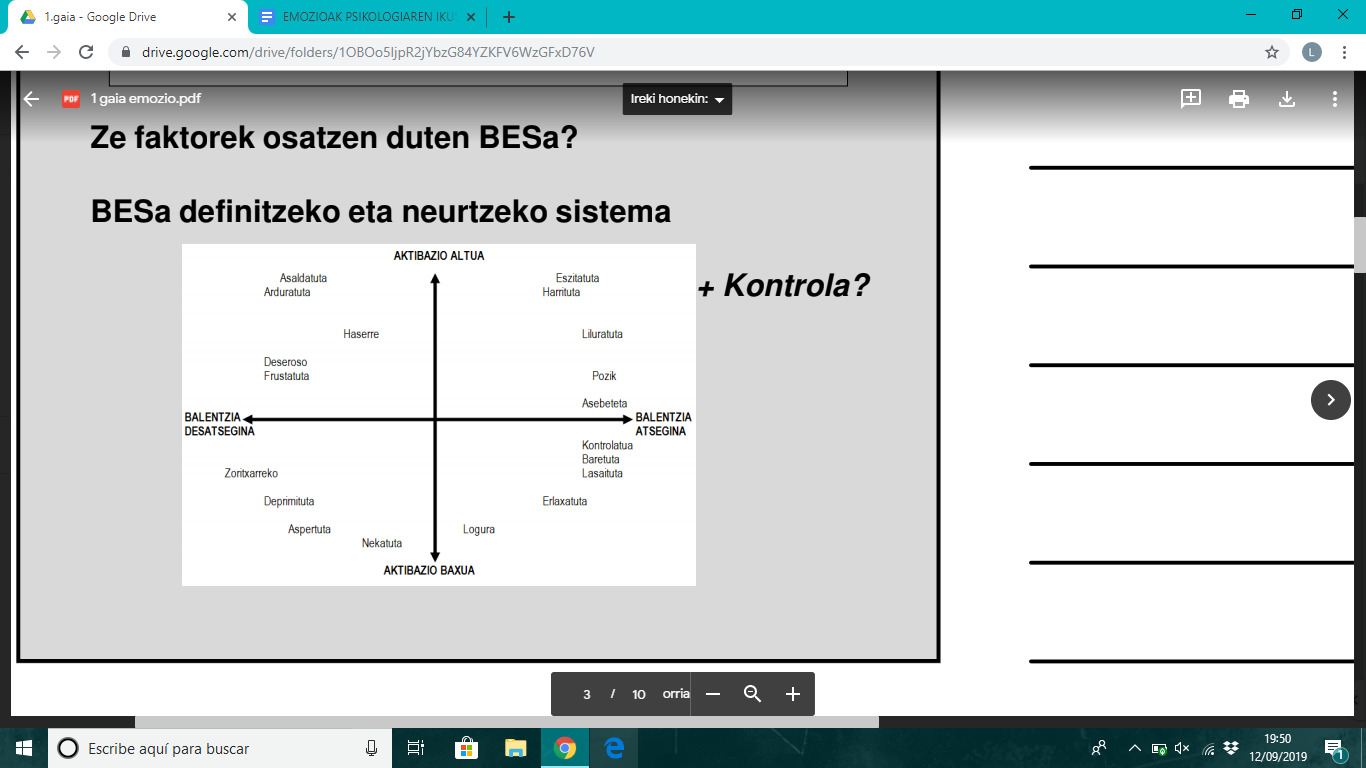 1.gaia - Google Drive
EMOZIOAK PSIKOLOGIAREN IKU
drive.google.com/drive/folders/1OBOo5ljpR2jYbzG84YZKFV6WzGFxD76V
L
PDF 1 gaia emozio.pdf
Ireki honekin:
Ze faktorek osatzen duten BESa?
BESa definitzeko eta neurtzeko sistema
AKTIBAZIO ALTUA
Asaldatuta
Eszitatuta
Arduratuta
Harrituta
+ Kontrola?
Haserre
Liluratuta
Deseroso
Frustatuta
Pozik
Asebeteta
BALENTZIA
DESATSEGINA
BALENTZIA
ATSEGINA
Kontrolatua
Baretuta
Zoritxarreko
Lasaituta
Deprimituta
Erlaxatuta
Aspertuta
Logura
Nekatuta
AKTIBAZIO BAXUA
3 / 10 orria
Escribe aquí para buscar
19:50
12/09/2019
1